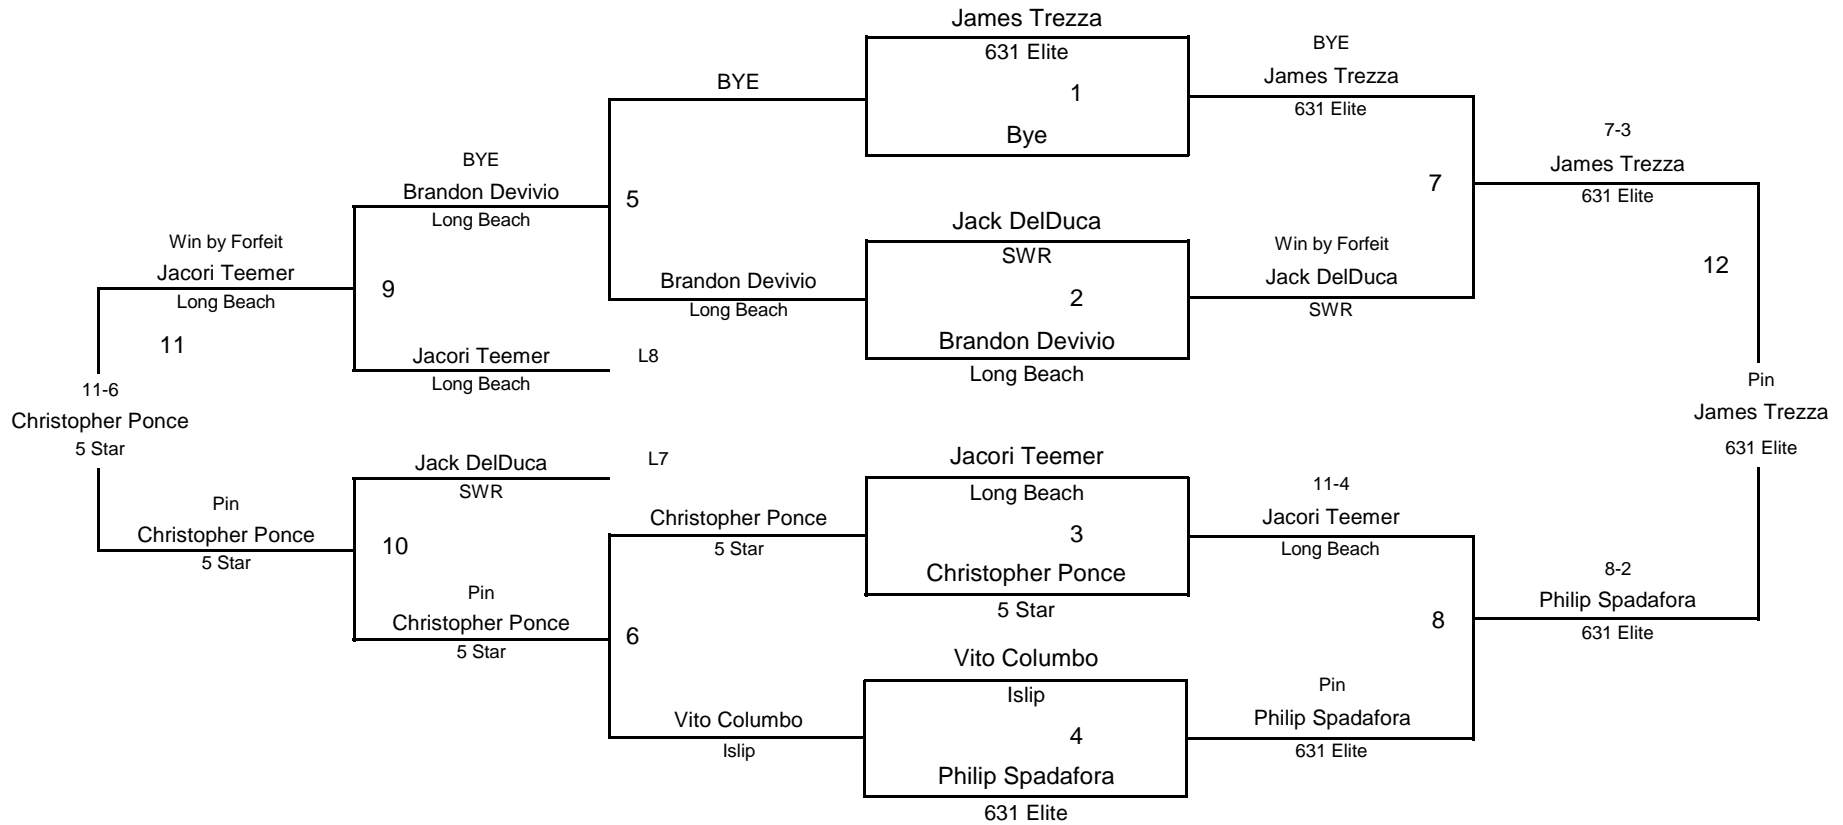 James Trezza
631 Elite
1
Bye
BYE
James Trezza
631 Elite
BYE
7-3
James Trezza
631 Elite
7
BYE
Brandon Devivio
Long Beach
5
Jack DelDuca
SWR
2
Brandon Devivio
Long Beach
Win by Forfeit
Jack DelDuca
SWR
12
Win by Forfeit
Jacori Teemer
Long Beach
9
Brandon Devivio
Long Beach
11
Jacori Teemer
Long Beach
L8
11-6
Christopher Ponce
5 Star
Pin
James Trezza
631 Elite
Jack DelDuca
SWR
L7
Jacori Teemer
Long Beach
3
Christopher Ponce
5 Star
11-4
Jacori Teemer
Long Beach
Pin
Christopher Ponce
5 Star
10
Christopher Ponce
5 Star
8-2
Philip Spadafora
631 Elite
8
Pin
Christopher Ponce
5 Star
6
Vito Columbo
Islip
4
Philip Spadafora
631 Elite
Pin
Philip Spadafora
631 Elite
Vito Columbo
Islip